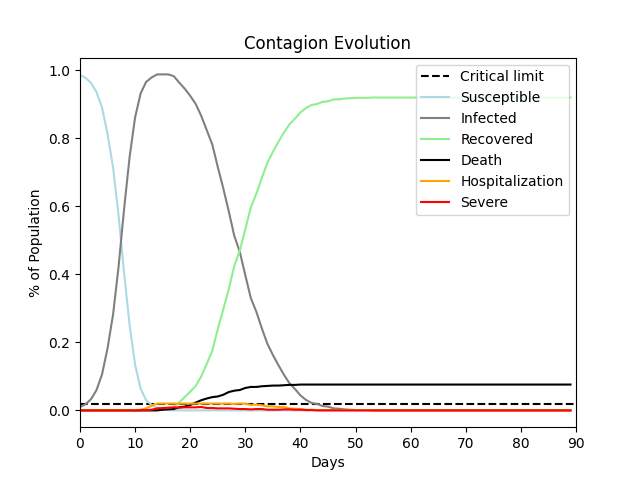 Contagion Evolution
% of Population
1.0
0.8
0.6
0.4
0.2
0.0
Critical limit
Susceptible
Infected
Recovered
Death
Hospitalization
Severe
0 10 20 30 40 50 60 70 80 90
Days